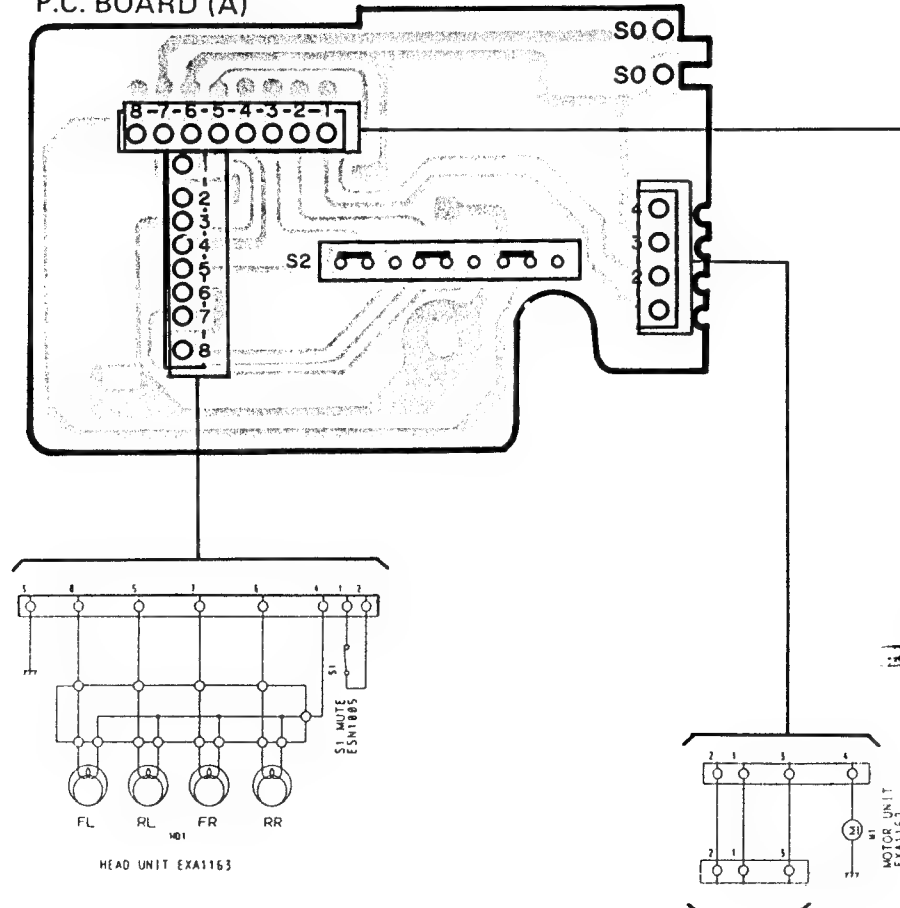 P.C. BOARD (A)
SO
SO
8-7-6-5-4-3-2-1
1
2
3
4
5
6
7
8
S2
4
3
2
3 8 5 7 6 4 1 2
S1
S1 MUTE
ESN1005
FL RL FR RR
HD1
HEAD UNIT EXA1163
2 1 3 4
M
M1
MOTOR UNIT
2 1 3